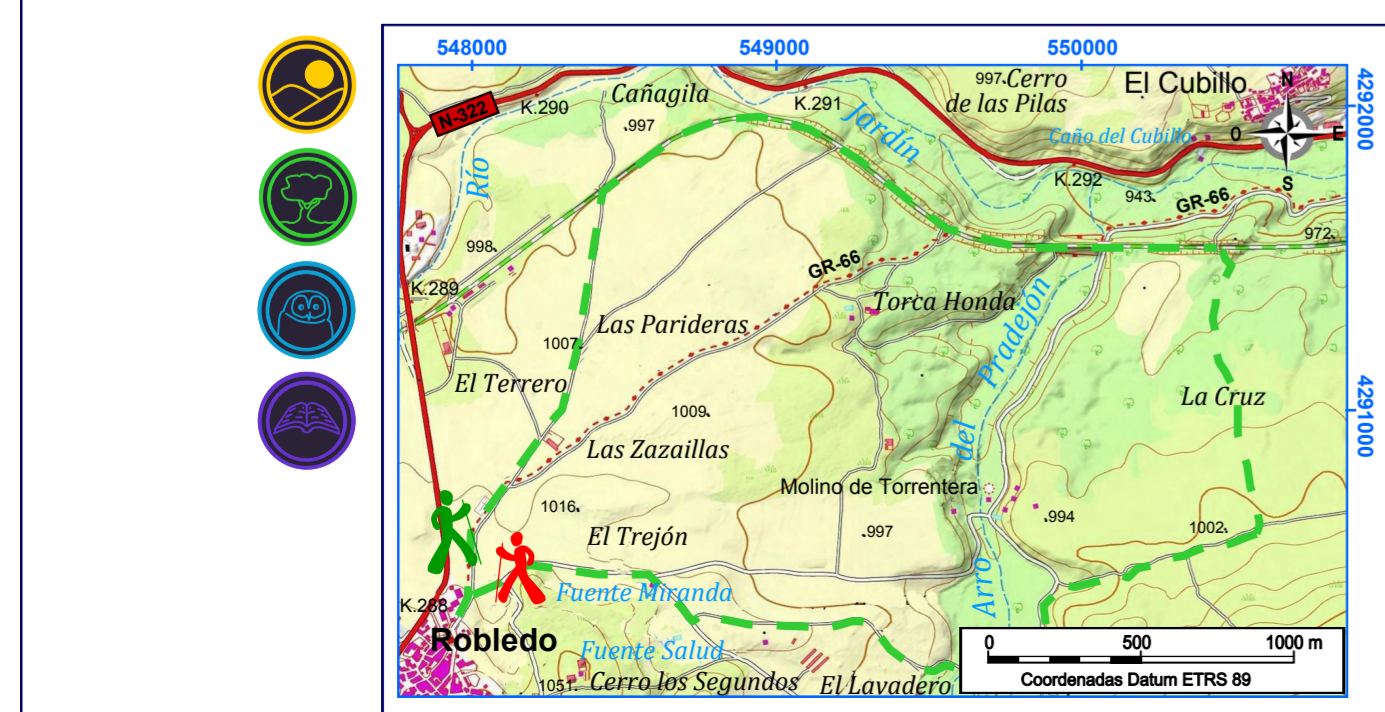 548000
549000
550000
4292000
4291000
N-322
K.290
Cañagila
997
K.291
997
Cerro
de las Pilas
El Cubillo
N
O
E
S
Caño del Cubillo
Río
Jardín
K.292
943
GR-66
972
998
K.289
GR-66
Torca Honda
Las Parideras
1007
El Terrero
Pradejón
La Cruz
1009
Las Zazaillas
del
Molino de Torrentera
1016
994
1002
El Trejón
997
Arro
Fuente Miranda
K.288
Robledo
Fuente Salud
1051
Cerro los Segundos
El Lavadero
0
500
1000 m
Coordenadas Datum ETRS 89